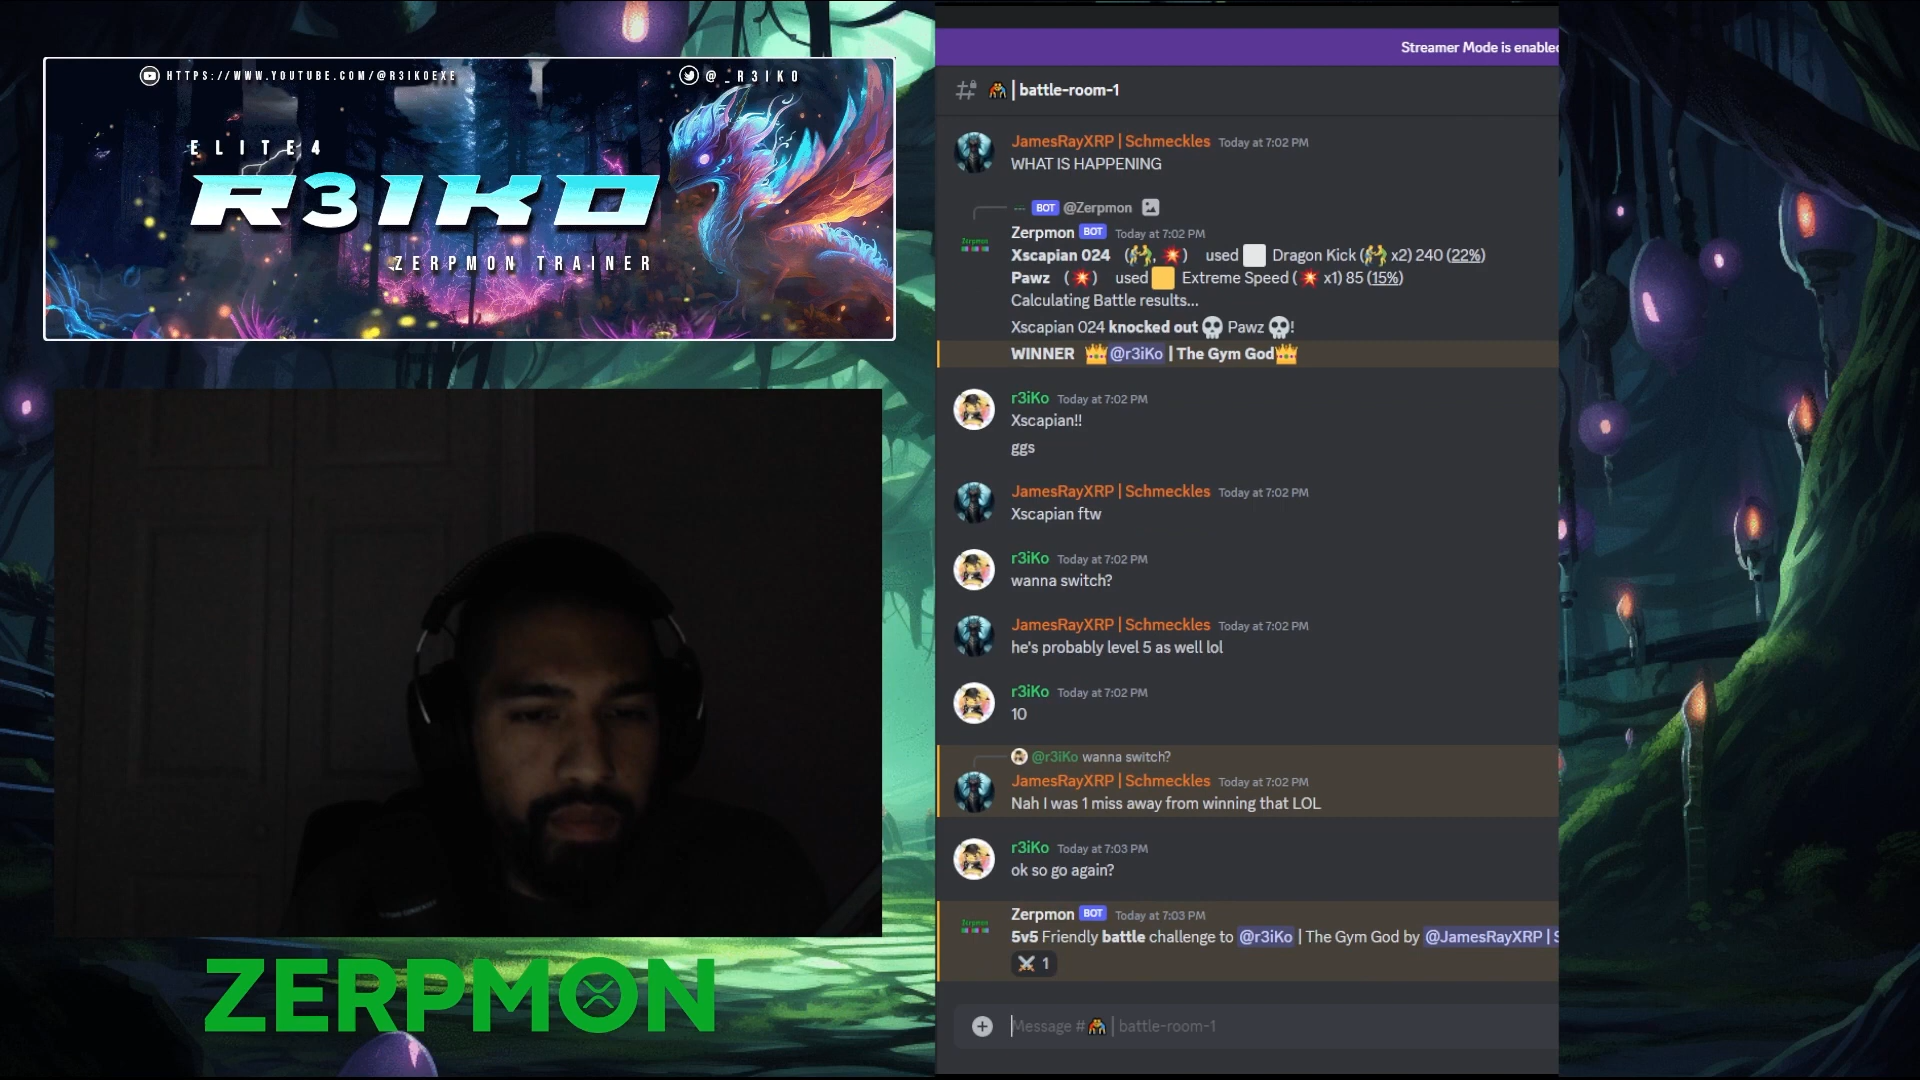 HTTPS://WWW.YOUTUBE.COM/@R3IKOEXE
@_R3IKO
ELITE4
R3IKO
ZERPMON TRAINER
ZERPMON
Streamer Mode is enabled
battle-room-1
JamesRayXRP | Schmeckles Today at 7:02 PM
WHAT IS HAPPENING
BOT @Zerpmon
Zerpmon BOT Today at 7:02 PM
Xscapian 024 (🤼, 💥) used ⬜ Dragon Kick (🤼 x2) 240 (22%)
Pawz (💥) used 🟨 Extreme Speed (💥 x1) 85 (15%)
Calculating Battle results...
Xscapian 024 knocked out 💀 Pawz 💀!
WINNER 👑@r3iKo | The Gym God👑
r3iKo Today at 7:02 PM
Xscapian!!
ggs
JamesRayXRP | Schmeckles Today at 7:02 PM
Xscapian ftw
r3iKo Today at 7:02 PM
wanna switch?
JamesRayXRP | Schmeckles Today at 7:02 PM
he's probably level 5 as well lol
r3iKo Today at 7:02 PM
10
@r3iKo wanna switch?
JamesRayXRP | Schmeckles Today at 7:02 PM
Nah I was 1 miss away from winning that LOL
r3iKo Today at 7:03 PM
ok so go again?
Zerpmon BOT Today at 7:03 PM
5v5 Friendly battle challenge to @r3iKo | The Gym God by @JamesRayXRP | S
⚔ 1
Message # | battle-room-1